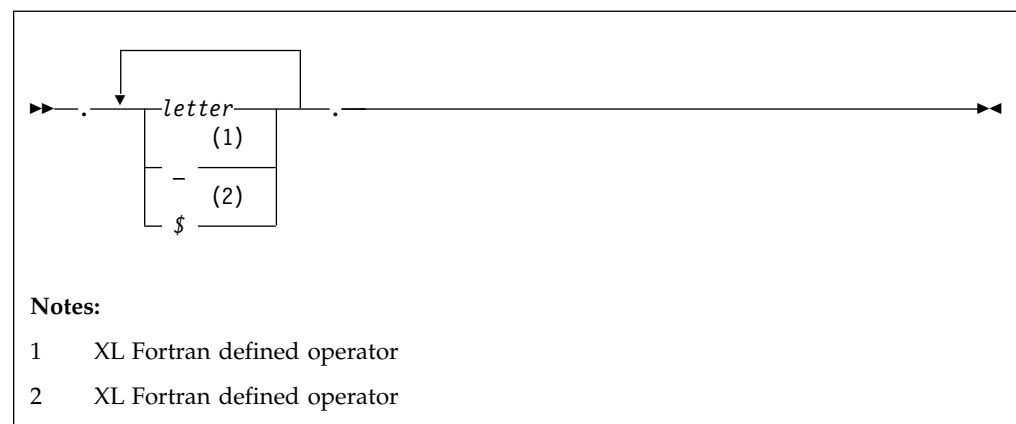 . letter .
(1)
_
(2)
$
Notes:
1 XL Fortran defined operator
2 XL Fortran defined operator